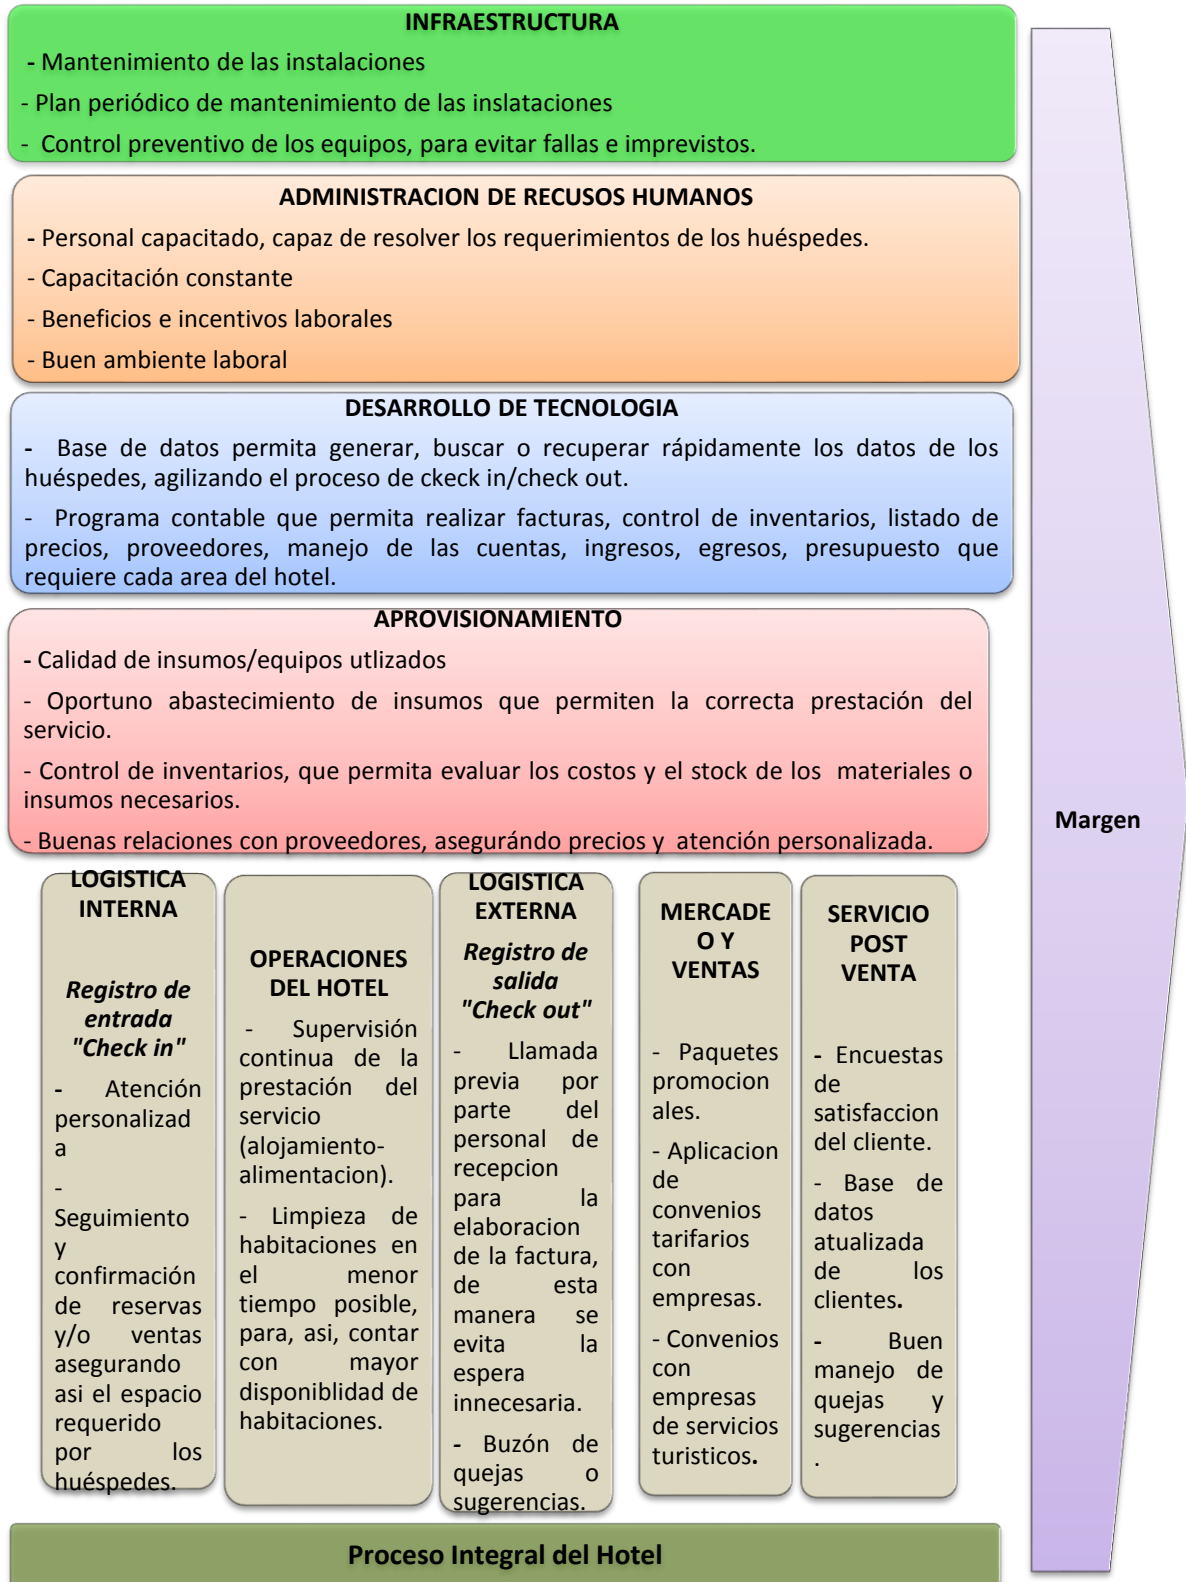 INFRAESTRUCTURA
- Mantenimiento de las instalaciones
- Plan periódico de mantenimiento de las inslataciones
- Control preventivo de los equipos, para evitar fallas e imprevistos.
ADMINISTRACION DE RECUSOS HUMANOS
- Personal capacitado, capaz de resolver los requerimientos de los huéspedes.
- Capacitación constante
- Beneficios e incentivos laborales
- Buen ambiente laboral
DESARROLLO DE TECNOLOGIA
- Base de datos permita generar, buscar o recuperar rápidamente los datos de los
huéspedes, agilizando el proceso de ckeck in/check out.
- Programa contable que permita realizar facturas, control de inventarios, listado de
precios, proveedores, manejo de las cuentas, ingresos, egresos, presupuesto que
requiere cada area del hotel.
APROVISIONAMIENTO
- Calidad de insumos/equipos utlizados
- Oportuno abastecimiento de insumos que permiten la correcta prestación del
servicio.
- Control de inventarios, que permita evaluar los costos y el stock de los materiales o
insumos necesarios.
- Buenas relaciones con proveedores, asegurándo precios y atención personalizada.
LOGISTICA
INTERNA
Registro de
entrada
"Check in"
- Atención
personalizad
a
-
Seguimiento
y
confirmación
de reservas
y/o ventas
asegurando
asi el espacio
requerido
por los
huéspedes.
OPERACIONES
DEL HOTEL
- Supervisión
continua de la
prestación del
servicio
(alojamiento-
alimentacion).
- Limpieza de
habitaciones en
el menor
tiempo posible,
para, asi, contar
con mayor
disponiblidad de
habitaciones.
LOGISTICA
EXTERNA
Registro de
salida
"Check out"
- Llamada
previa por
parte del
personal de
recepcion
para la
elaboracion
de la factura,
de esta
manera se
evita la
espera
innecesaria.
- Buzón de
quejas o
sugerencias.
MERCADE
O Y
VENTAS
- Paquetes
promocion
ales.
- Aplicacion
de
convenios
tarifarios
con
empresas.
- Convenios
con
empresas
de servicios
turisticos.
SERVICIO
POST
VENTA
- Encuestas
de
satisfaccion
del cliente.
- Base de
datos
atualizada
de los
clientes.
- Buen
manejo de
quejas y
sugerencias
.
Margen
Proceso Integral del Hotel